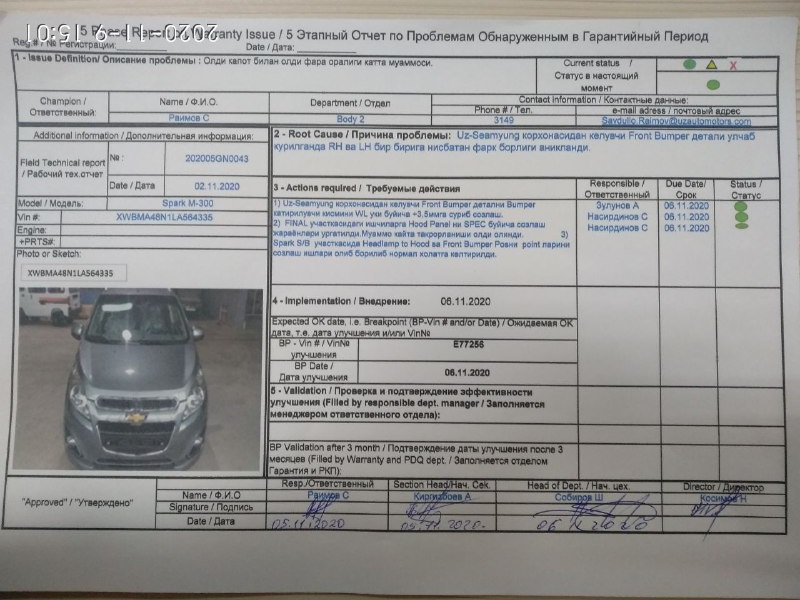 5 Phase Report Warranty Issue / 5 Этапный Отчет по Проблемам Обнаруженным в Гарантийный Период
2020-11-9 15:01
Reg.# / № Регистрации:
Date / Дата:
1 - Issue Definition/ Описание проблемы : Олди капот билан олди фара оралиги катта муаммоси.
Current status / Статус в настоящий момент
X
Champion / Ответственный:
Name / Ф.И.О.
Department / Отдел
Contact Information / Контактные данные:
Phone # / Тел.
e-mail adress / почтовый адрес
Раимов С
Body 2
3149
Saydullo.Raimov@uzautomotors.com
Additional Information / Дополнительная информация:
Field Technical report / Рабочий тех.отчет
№ :
202005GN0043
Date / Дата
02.11.2020
Model / Модель:
Spark M-300
Vin #:
XWBMA48N1LA564335
Engine:
+PRTS#:
Photo or Sketch:
XWBMA48N1LA564335
2 - Root Cause / Причина проблемы: Uz-Seamyung корхонасидан келувчи Front Bumper детали улчаб
курилганда RH ва LH бир бирига нисбатан фарк борлиги аникланди.
3 - Actions required / Требуемые действия
Responsible / Ответственный
Due Date/ Срок
Status / Статус
1) Uz-Seamyung корхонасидан келувчи Front Bumper детални Bumper
катирилувчи кисмини WL уки буйича +3.5ммга суриб созлаш.
2) FINAL участкасидаги ишчиларга Hood Panel ни SPEC буйича созлаш
жараёнлари ургатилди.Муаммо кайта такрорланиши олди олинди. 3)
Spark S/B участкасида Headlamp to Hood ва Front Bumper Ровни point ларини
созлаш ишлари олиб борилиб нормал холатга келтирилди.
Зулунов А
06.11.2020
Насирдинов С
06.11.2020
Насирдинов С
06.11.2020
4 - Implementation / Внедрение: 06.11.2020
Expected OK date, i.e. Breakpoint (BP-Vin # and/or Date) / Ожидаемая ОК
дата, т.е. дата улучшения и/или Vin№
BP - Vin # / Vin№ улучшения
E77256
BP Date / Дата улучшения
06.11.2020
5 - Validation / Проверка и подтверждение эффективности
улучшения (Filled by responsible dept. manager / Заполняется
менеджером ответственного отдела):
BP Validation after 3 month / Подтверждение даты улучшения после 3
месяцев (Filled by Warranty and PDQ dept. / Заполняется отделом
Гарантия и РКП):
"Approved" / "Утверждено"
Resp./Ответственный
Section Head/Нач. Сек.
Head of Dept. / Нач. цех.
Director / Директор
Name / Ф.И.О
Раимов С
Киргизбоев А
Собиров Ш
Косимов Н
Signature / Подпись
Date / Дата
05.11.2020
05.11.2020.
06.11.2020